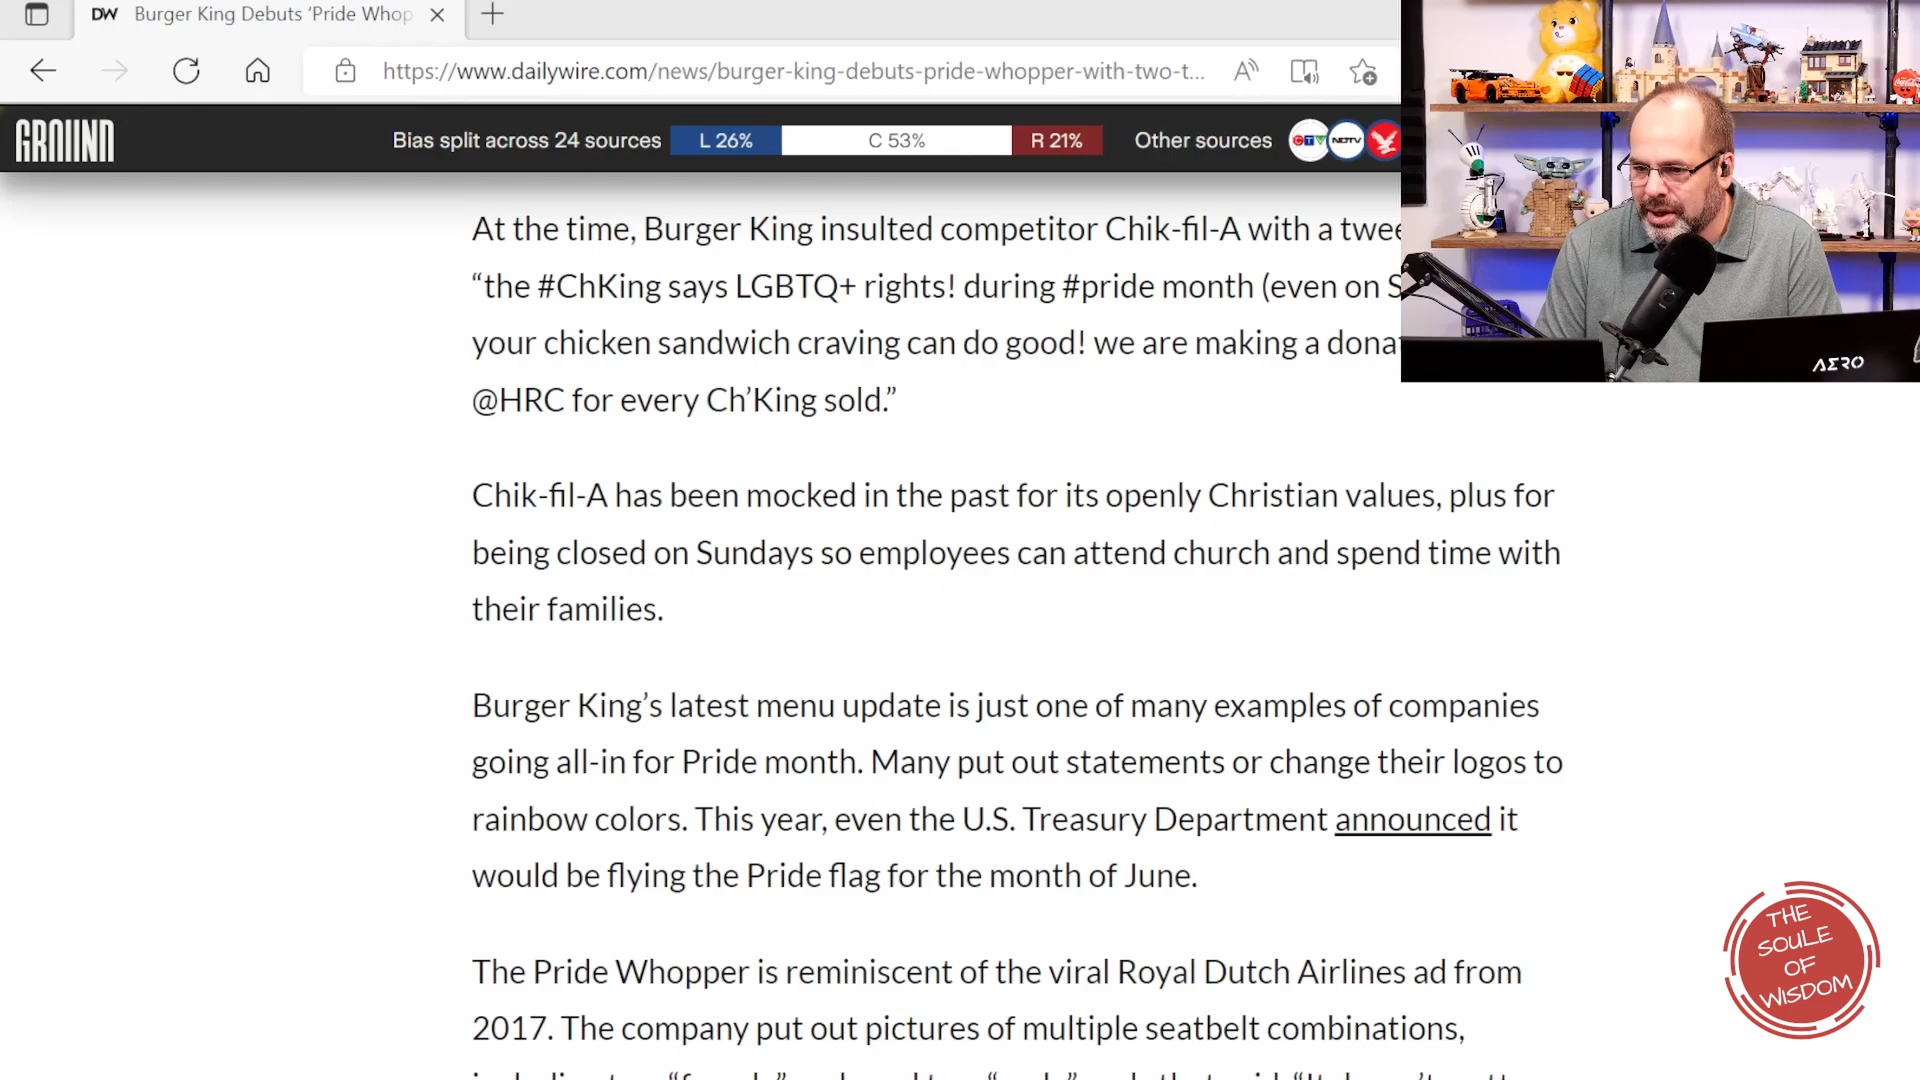 DW Burger King Debuts ‘Pride Whop
https://www.dailywire.com/news/burger-king-debuts-pride-whopper-with-two-t...
GROUND Bias split across 24 sources L 26% C 53% R 21% Other sources CTV NDTV
At the time, Burger King insulted competitor Chik-fil-A with a twee
“the #ChKing says LGBTQ+ rights! during #pride month (even on S
your chicken sandwich craving can do good! we are making a dona
@HRC for every Ch’King sold.”
Chik-fil-A has been mocked in the past for its openly Christian values, plus for
being closed on Sundays so employees can attend church and spend time with
their families.
Burger King’s latest menu update is just one of many examples of companies
going all-in for Pride month. Many put out statements or change their logos to
rainbow colors. This year, even the U.S. Treasury Department announced it
would be flying the Pride flag for the month of June.
The Pride Whopper is reminiscent of the viral Royal Dutch Airlines ad from
2017. The company put out pictures of multiple seatbelt combinations,
AERO
THE
SOULE
OF
WISDOM